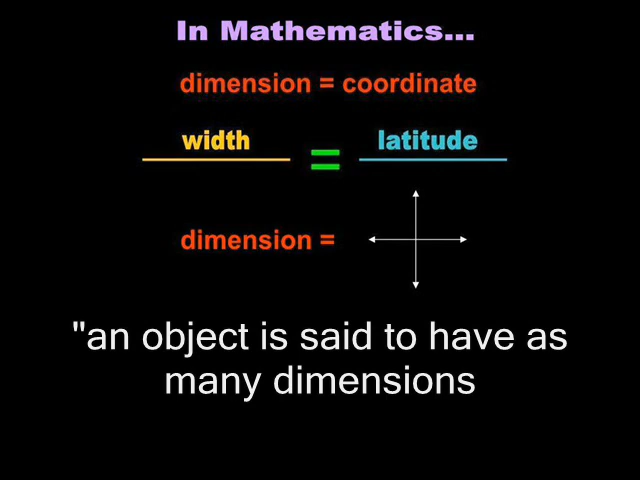 In Mathematics...
dimension = coordinate
width = latitude
dimension =
"an object is said to have as
many dimensions